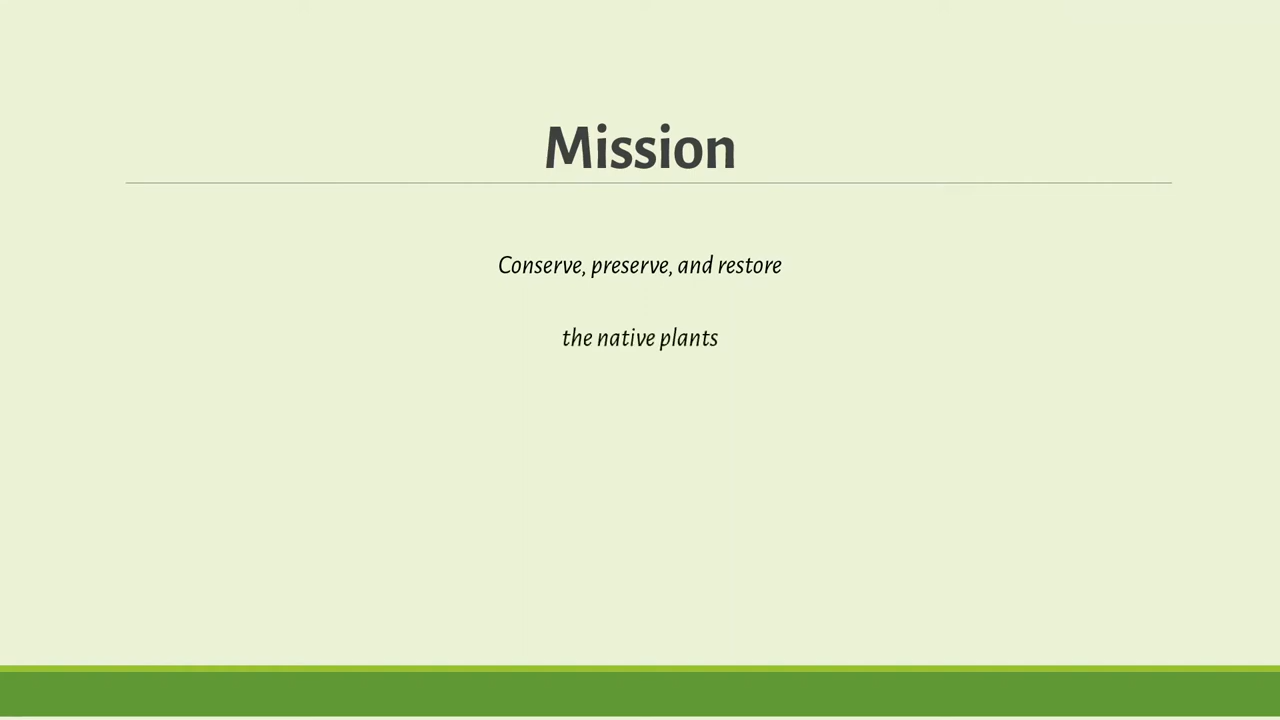 Mission
Conserve, preserve, and restore
the native plants